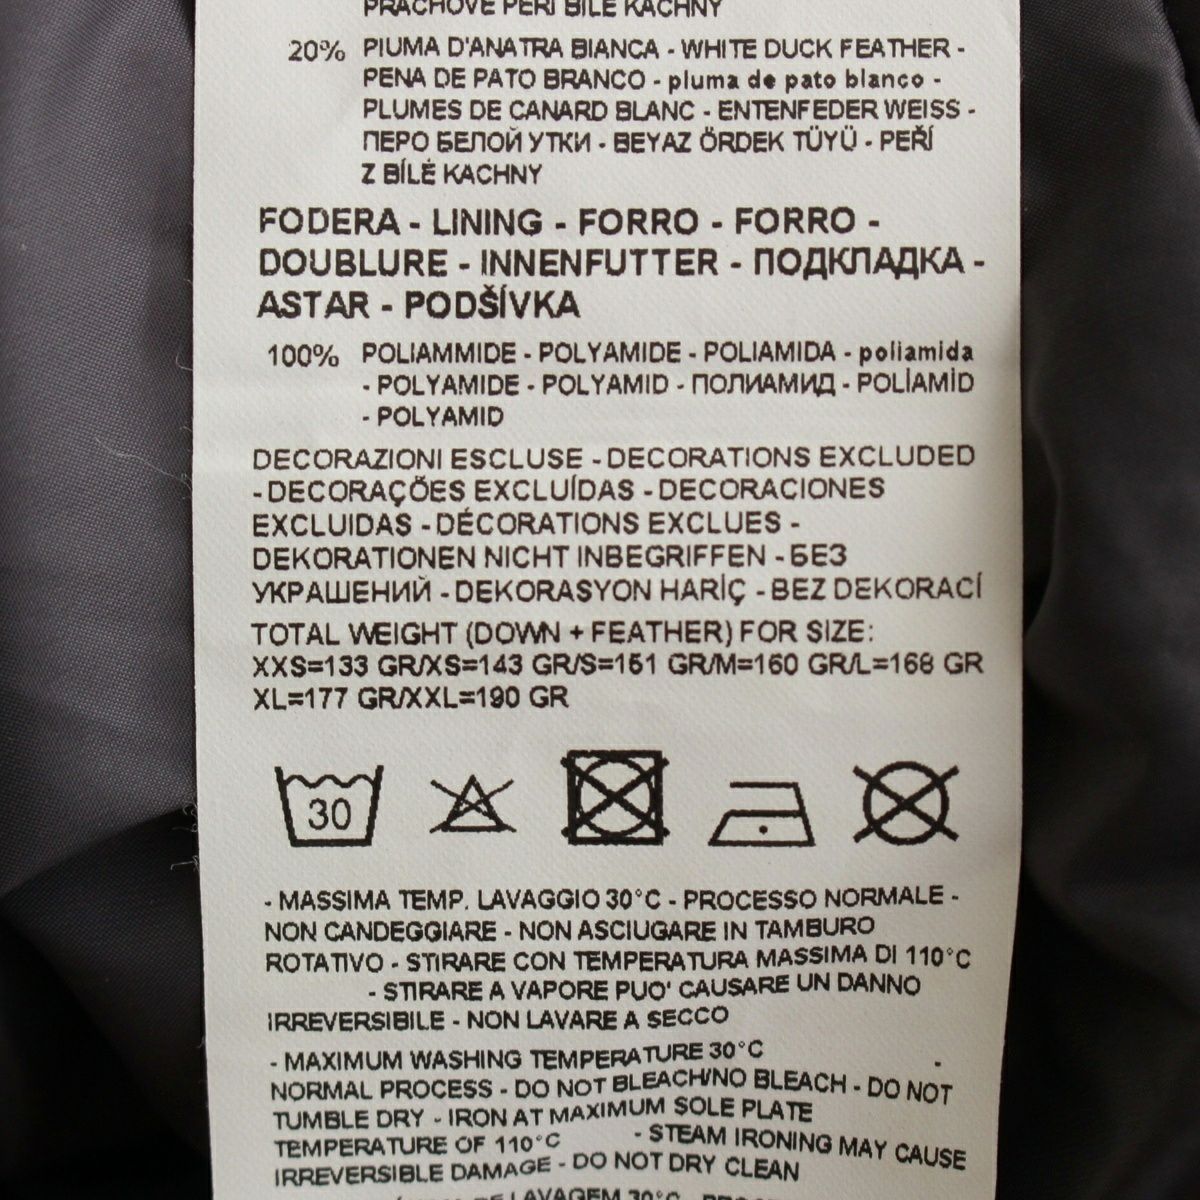 PRACHOVÉ PEŘÍ BÍLÉ KACHNY
20% PIUMA D'ANATRA BIANCA - WHITE DUCK FEATHER -
PENA DE PATO BRANCO - pluma de pato blanco -
PLUMES DE CANARD BLANC - ENTENFEDER WEISS -
ПЕРО БЕЛОЙ УТКИ - BEYAZ ÖRDEK TÜYÜ - PEŘÍ
Z BÍLÉ KACHNY
FODERA - LINING - FORRO - FORRO -
DOUBLURE - INNENFUTTER - ПОДКЛАДКА -
ASTAR - PODŠÍVKA
100% POLIAMMIDE - POLYAMIDE - POLIAMIDA - poliamida
- POLYAMIDE - POLYAMID - ПОЛИАМИД - POLİAMİD
- POLYAMID
DECORAZIONI ESCLUSE - DECORATIONS EXCLUDED
- DECORAÇÕES EXCLUÍDAS - DECORACIONES
EXCLUIDAS - DÉCORATIONS EXCLUES -
DEKORATIONEN NICHT INBEGRIFFEN - БЕЗ
УКРАШЕНИЙ - DEKORASYON HARİÇ - BEZ DEKORACÍ
TOTAL WEIGHT (DOWN + FEATHER) FOR SIZE:
XXS=133 GR/XS=143 GR/S=151 GR/M=160 GR/L=168 GR
XL=177 GR/XXL=190 GR
30
- MASSIMA TEMP. LAVAGGIO 30°C - PROCESSO NORMALE -
NON CANDEGGIARE - NON ASCIUGARE IN TAMBURO
ROTATIVO - STIRARE CON TEMPERATURA MASSIMA DI 110°C
- STIRARE A VAPORE PUO' CAUSARE UN DANNO
IRREVERSIBILE - NON LAVARE A SECCO
- MAXIMUM WASHING TEMPERATURE 30°C -
NORMAL PROCESS - DO NOT BLEACH/NO BLEACH - DO NOT
TUMBLE DRY - IRON AT MAXIMUM SOLE PLATE
TEMPERATURE OF 110°C - STEAM IRONING MAY CAUSE
IRREVERSIBLE DAMAGE - DO NOT DRY CLEAN
DE LAVAGEM 30°C